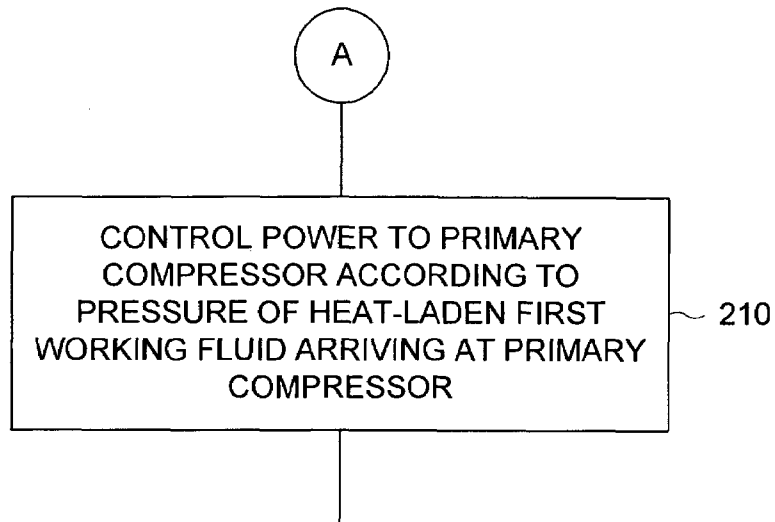 A
CONTROL POWER TO PRIMARY
COMPRESSOR ACCORDING TO
PRESSURE OF HEAT-LADEN FIRST
WORKING FLUID ARRIVING AT PRIMARY
COMPRESSOR
210